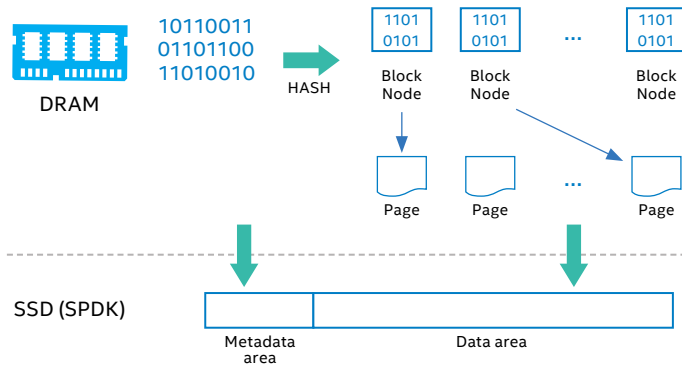 10110011
01101100
11010010
DRAM
HASH
1101
0101
Block
Node
1101
0101
Block
Node
...
1101
0101
Block
Node
Page
Page
...
Page
SSD (SPDK)
Metadata
area
Data area